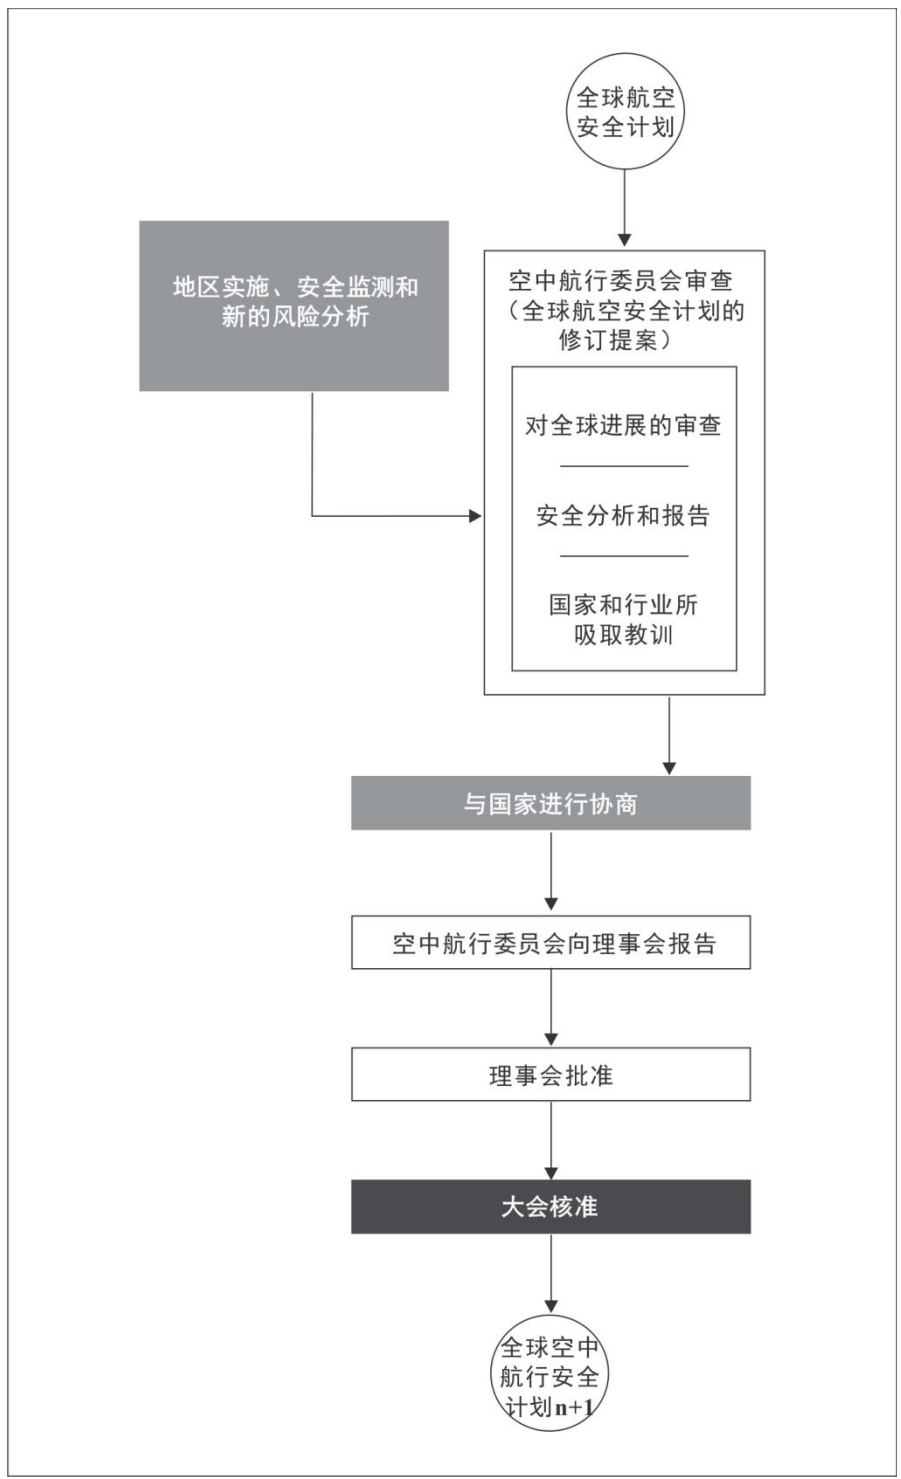 全球航空
安全计划
地区实施、安全监测和
新的风险分析
空中航行委员会审查
（全球航空安全计划的
修订提案）
对全球进展的审查
安全分析和报告
国家和行业所
吸取教训
与国家进行协商
空中航行委员会向理事会报告
理事会批准
大会核准
全球空中
航行安全
计划n+1